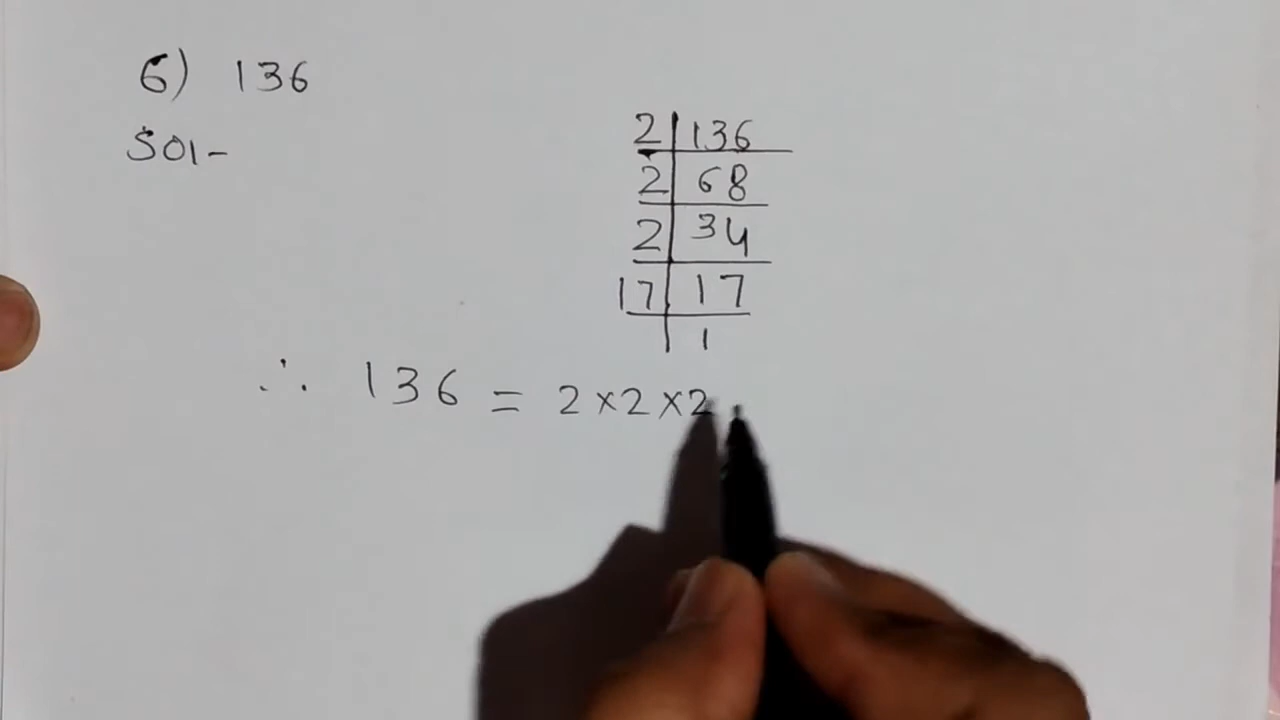 6) 136
Sol-
2 | 136
2 | 68
2 | 34
17 | 17
| 1
∴ 136 = 2 × 2 × 2